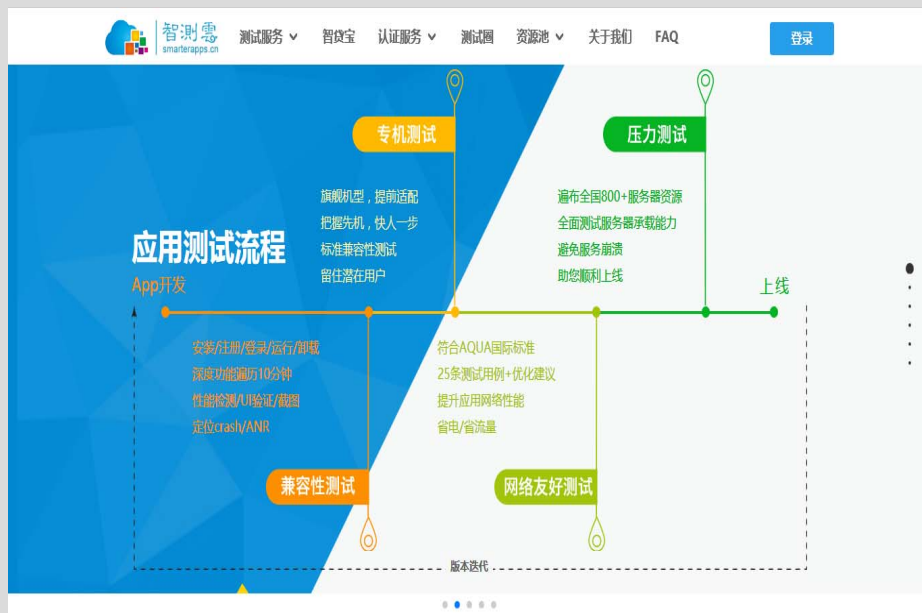 智測雲
smarterapps.cn
测试服务 智贷宝 认证服务 测试圈 资源池 关于我们 FAQ 登录
专机测试
旗舰机型，提前适配
把握先机，快人一步
标准兼容性测试
留住潜在用户
压力测试
遍布全国800+服务器资源
全面测试服务器承载能力
避免服务崩溃
助您顺利上线
应用测试流程
App开发
上线
安装/注册/登录/运行/卸载
深度功能遍历10分钟
性能检测/UI验证/截图
定位crash/ANR
兼容性测试
符合AQUA国际标准
25条测试用例+优化建议
提升应用网络性能
省电/省流量
网络友好测试
版本迭代